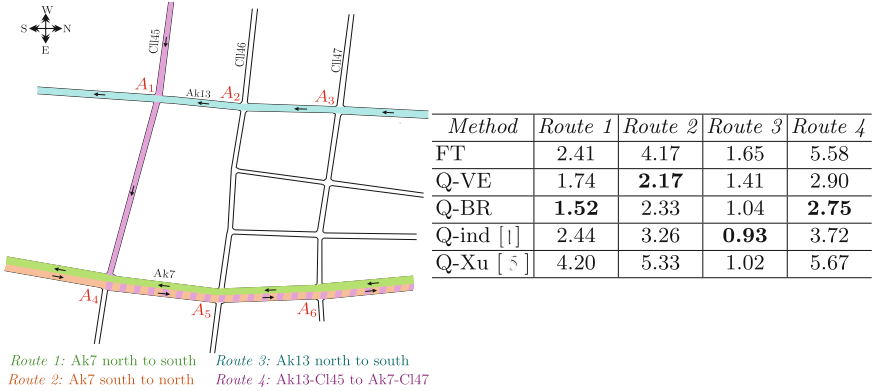 W
S N
E
Cll45
Cll46
Cll47
A1
Ak13
A2
A3
Ak7
A4
A5
A6
Route 1: Ak7 north to south
Route 3: Ak13 north to south
Route 2: Ak7 south to north
Route 4: Ak13-Cl45 to Ak7-Cl47
Method Route 1 Route 2 Route 3 Route 4
FT 2.41 4.17 1.65 5.58
Q-VE 1.74 2.17 1.41 2.90
Q-BR 1.52 2.33 1.04 2.75
Q-ind [1] 2.44 3.26 0.93 3.72
Q-Xu [5] 4.20 5.33 1.02 5.67